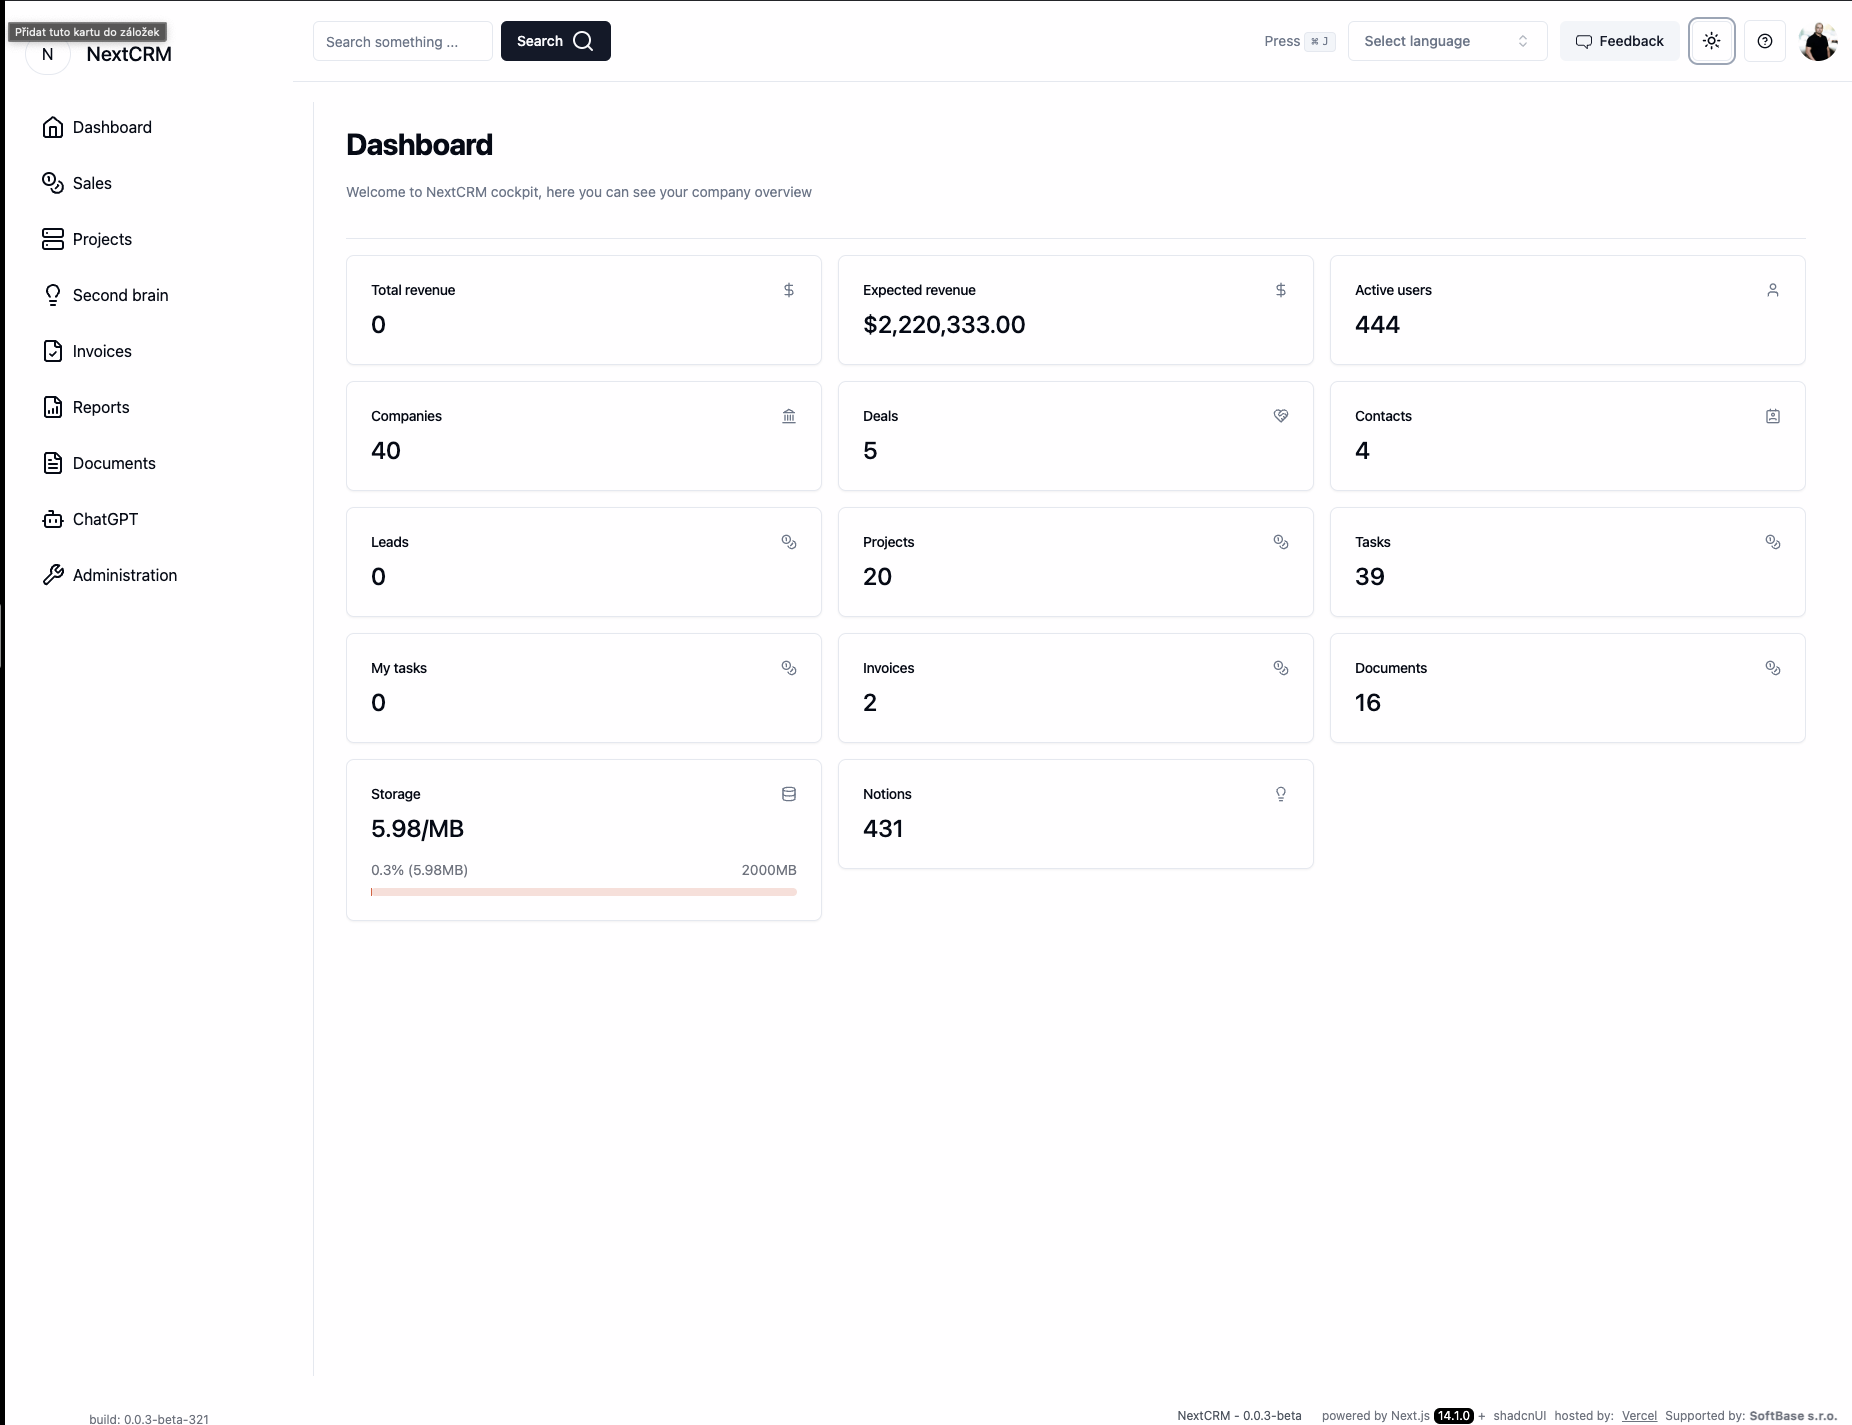 Přidat tuto kartu do záložek
N
NextCRM
Search something ...
Search
Press ⌘ J
Select language
Feedback
Dashboard
Sales
Projects
Second brain
Invoices
Reports
Documents
ChatGPT
Administration
Dashboard
Welcome to NextCRM cockpit, here you can see your company overview
Total revenue
0
Expected revenue
$2,220,333.00
Active users
444
Companies
40
Deals
5
Contacts
4
Leads
0
Projects
20
Tasks
39
My tasks
0
Invoices
2
Documents
16
Storage
5.98/MB
0.3% (5.98MB)
2000MB
Notions
431
build: 0.0.3-beta-321
NextCRM - 0.0.3-beta
powered by Next.js 14.1.0 + shadcnUI hosted by: Vercel Supported by: SoftBase s.r.o.